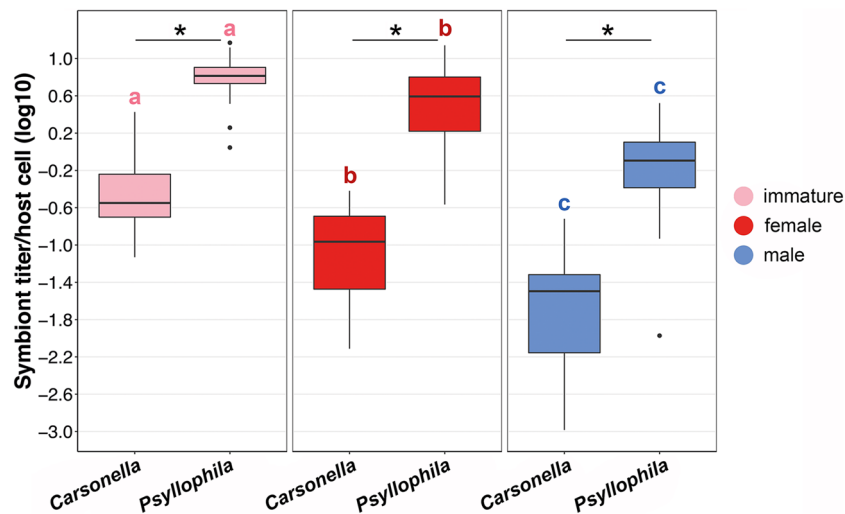 Symbiont titer/host cell (log10)
1.0
0.6
0.2
−0.2
−0.6
−1.0
−1.4
−1.8
−2.2
−2.6
−3.0
*
a
a
*
b
b
*
c
c
Carsonella
Psyllophila
Carsonella
Psyllophila
Carsonella
Psyllophila
immature
female
male